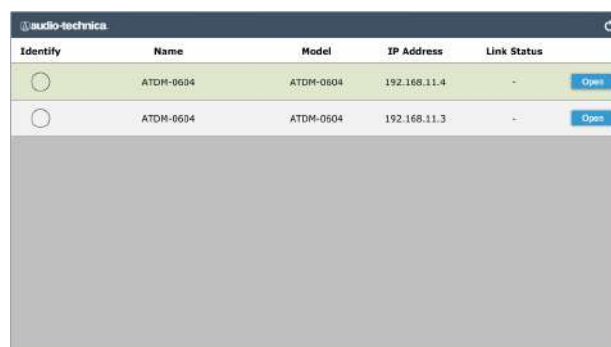 audio-technica
Identify Name Model IP Address Link Status
ATDM-0604 ATDM-0604 192.168.11.4 - Open
ATDM-0604 ATDM-0604 192.168.11.3 - Open